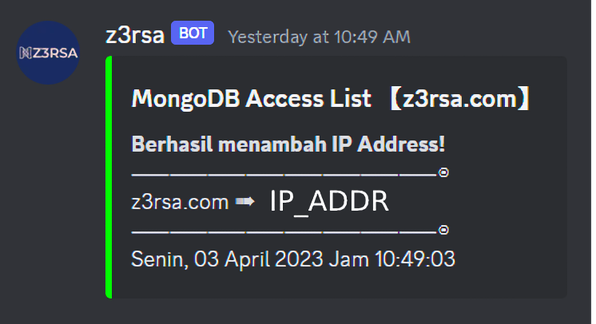 NZ3RSA
z3rsa BOT Yesterday at 10:49 AM
MongoDB Access List 【z3rsa.com】
Berhasil menambah IP Address!
z3rsa.com ➠ IP_ADDR
Senin, 03 April 2023 Jam 10:49:03